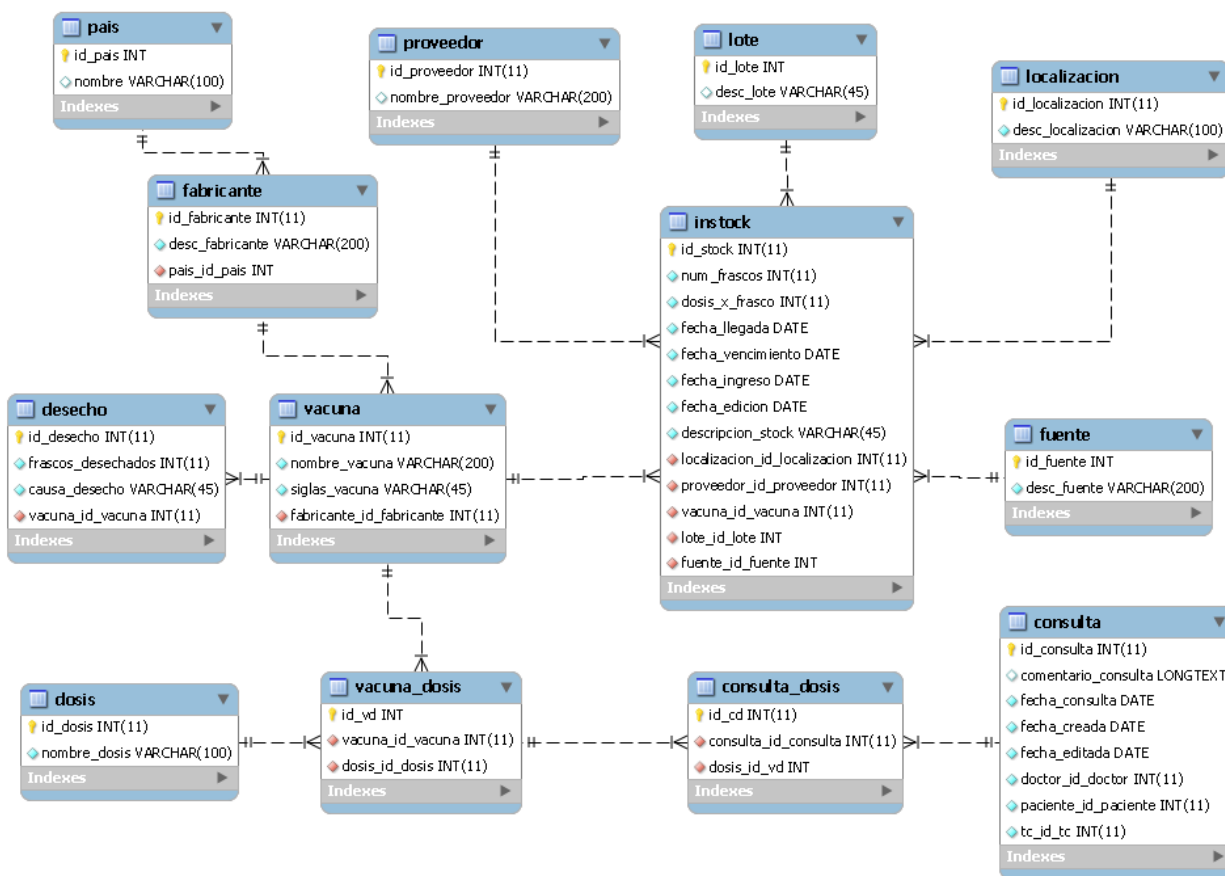 pais
id_pais INT
nombre VARCHAR(100)
Indexes
proveedor
id_proveedor INT(11)
nombre_proveedor VARCHAR(200)
Indexes
lote
id_lote INT
desc_lote VARCHAR(45)
Indexes
localizacion
id_localizacion INT(11)
desc_localizacion VARCHAR(100)
Indexes
fabricante
id_fabricante INT(11)
desc_fabricante VARCHAR(200)
pais_id_pais INT
Indexes
instock
id_stock INT(11)
num_frascos INT(11)
dosis_x_frasco INT(11)
fecha_llegada DATE
fecha_vencimiento DATE
fecha_ingreso DATE
fecha_edicion DATE
descripcion_stock VARCHAR(45)
localizacion_id_localizacion INT(11)
proveedor_id_proveedor INT(11)
vacuna_id_vacuna INT(11)
lote_id_lote INT
fuente_id_fuente INT
Indexes
desecho
id_desecho INT(11)
frascos_desechados INT(11)
causa_desecho VARCHAR(45)
vacuna_id_vacuna INT(11)
Indexes
vacuna
id_vacuna INT(11)
nombre_vacuna VARCHAR(200)
siglas_vacuna VARCHAR(45)
fabricante_id_fabricante INT(11)
Indexes
fuente
id_fuente INT
desc_fuente VARCHAR(200)
Indexes
dosis
id_dosis INT(11)
nombre_dosis VARCHAR(100)
Indexes
vacuna_dosis
id_vd INT
vacuna_id_vacuna INT(11)
dosis_id_dosis INT(11)
Indexes
consulta_dosis
id_cd INT(11)
consulta_id_consulta INT(11)
dosis_id_vd INT
Indexes
consulta
id_consulta INT(11)
comentario_consulta LONGTEXT
fecha_consulta DATE
fecha_creada DATE
fecha_editada DATE
doctor_id_doctor INT(11)
paciente_id_paciente INT(11)
tc_id_tc INT(11)
Indexes